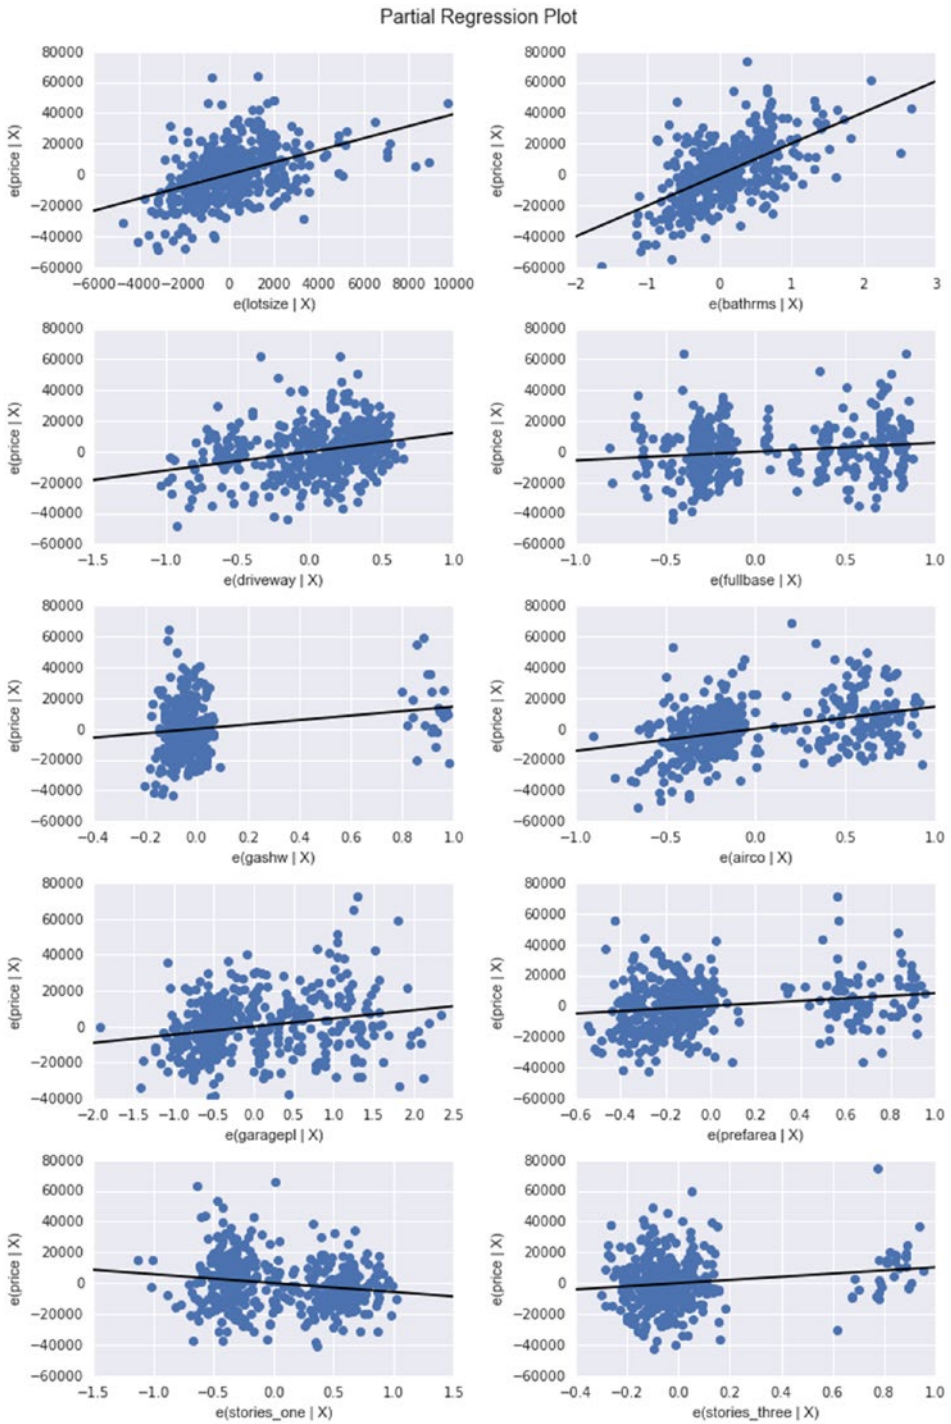 Partial Regression Plot
80000
60000
40000
20000
0
−20000
−40000
−60000
e(price | X)
−6000−4000−2000 0 2000 4000 6000 8000 10000
e(lotsize | X)
80000
60000
40000
20000
0
−20000
−40000
−60000
e(price | X)
−2 −1 0 1 2 3
e(bathrms | X)
80000
60000
40000
20000
0
−20000
−40000
−60000
e(price | X)
−1.5 −1.0 −0.5 0.0 0.5 1.0
e(driveway | X)
80000
60000
40000
20000
0
−20000
−40000
−60000
e(price | X)
−1.0 −0.5 0.0 0.5 1.0
e(fullbase | X)
80000
60000
40000
20000
0
−20000
−40000
−60000
e(price | X)
−0.4 −0.2 0.0 0.2 0.4 0.6 0.8 1.0
e(gashw | X)
80000
60000
40000
20000
0
−20000
−40000
−60000
e(price | X)
−1.0 −0.5 0.0 0.5 1.0
e(airco | X)
80000
60000
40000
20000
0
−20000
−40000
e(price | X)
−2.0 −1.5 −1.0 −0.5 0.0 0.5 1.0 1.5 2.0 2.5
e(garagepl | X)
80000
60000
40000
20000
0
−20000
−40000
−60000
e(price | X)
−0.6 −0.4 −0.2 0.0 0.2 0.4 0.6 0.8 1.0
e(prefarea | X)
80000
60000
40000
20000
0
−20000
−40000
−60000
e(price | X)
−1.5 −1.0 −0.5 0.0 0.5 1.0 1.5
e(stories_one | X)
80000
60000
40000
20000
0
−20000
−40000
−60000
e(price | X)
−0.4 −0.2 0.0 0.2 0.4 0.6 0.8 1.0
e(stories_three | X)